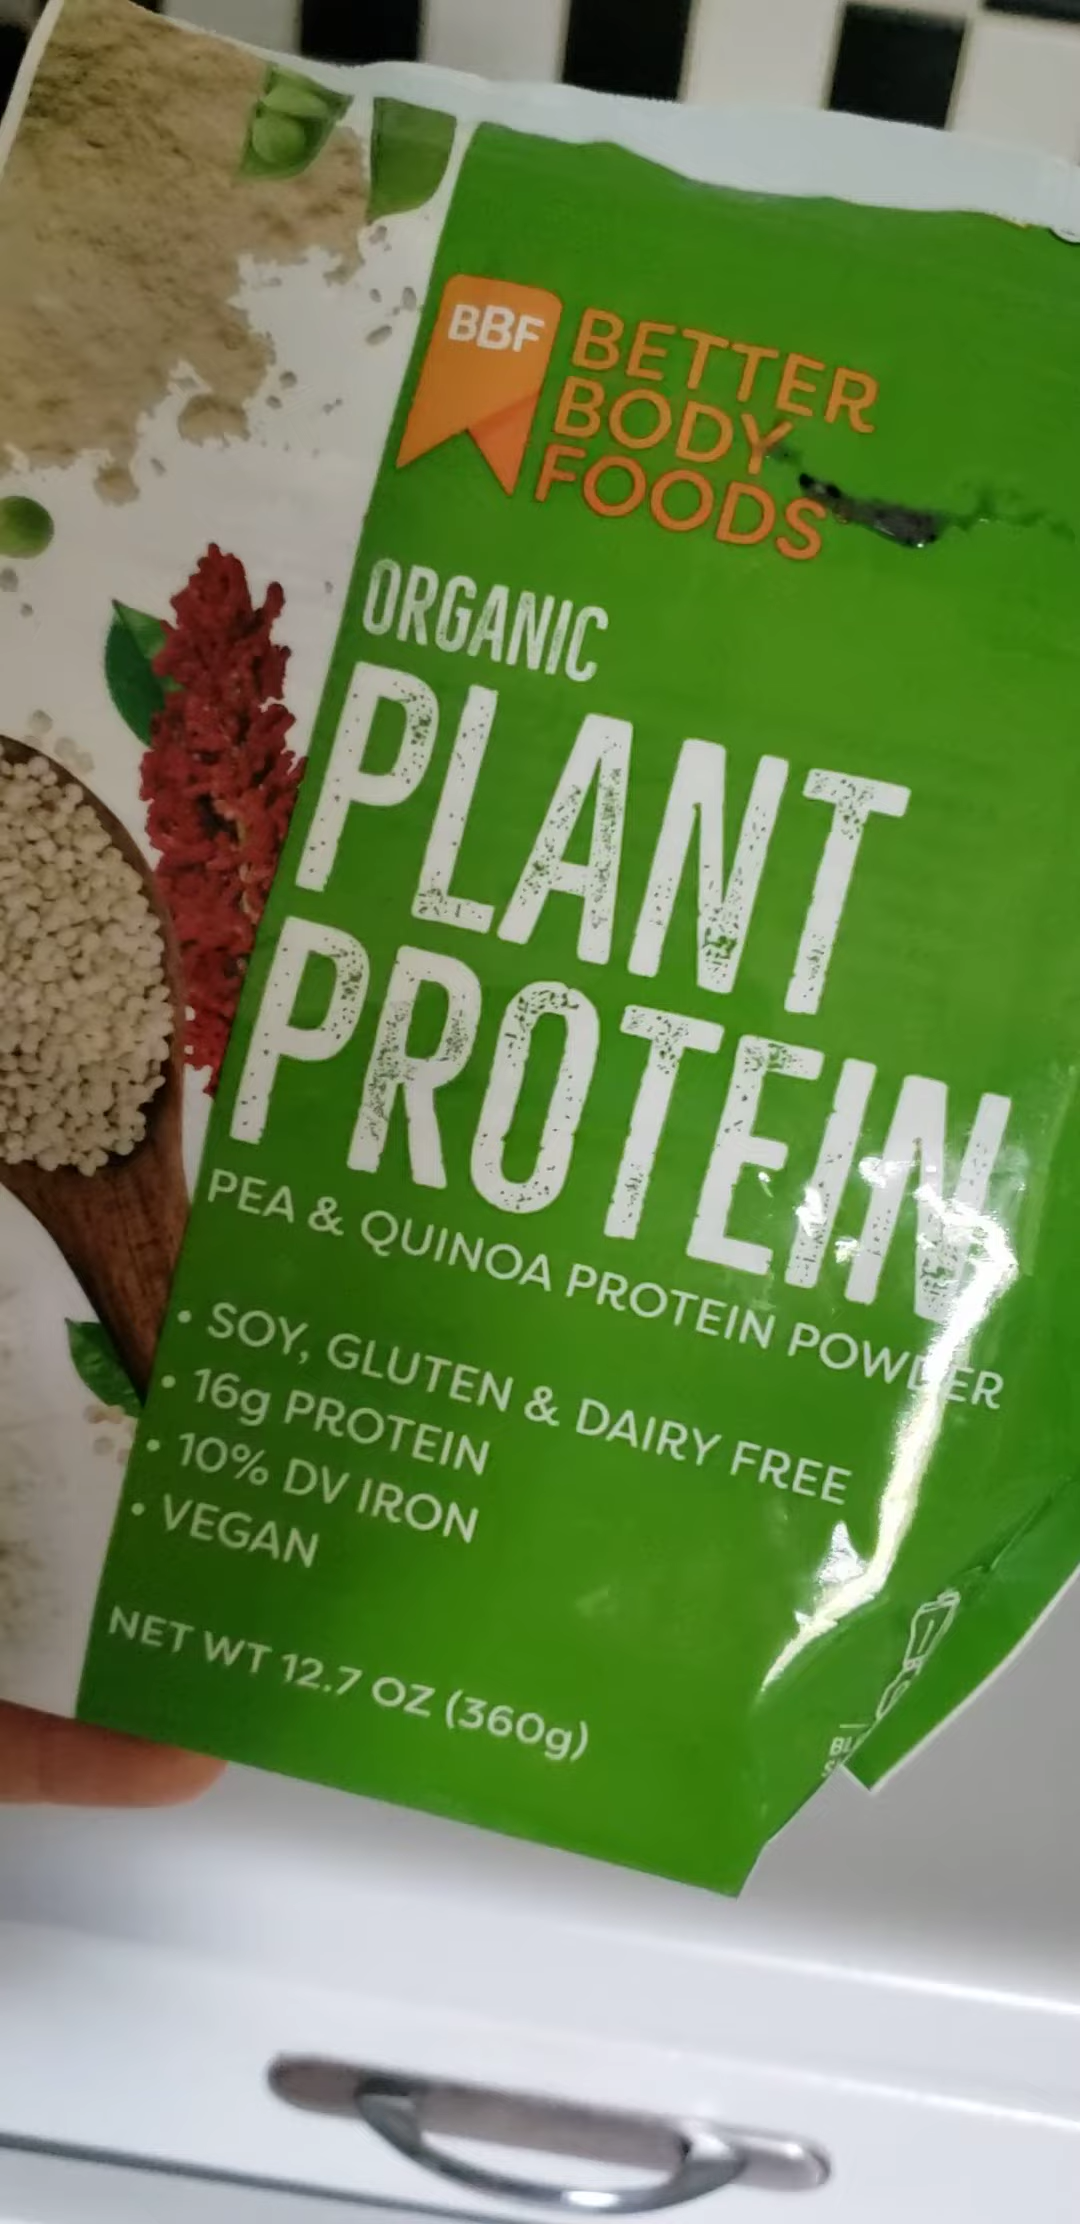 BBF
BETTER
BODY
FOODS
ORGANIC
PLANT
PROTEIN
PEA & QUINOA PROTEIN POWDER
• SOY, GLUTEN & DAIRY FREE
• 16g PROTEIN
• 10% DV IRON
• VEGAN
NET WT 12.7 OZ (360g)